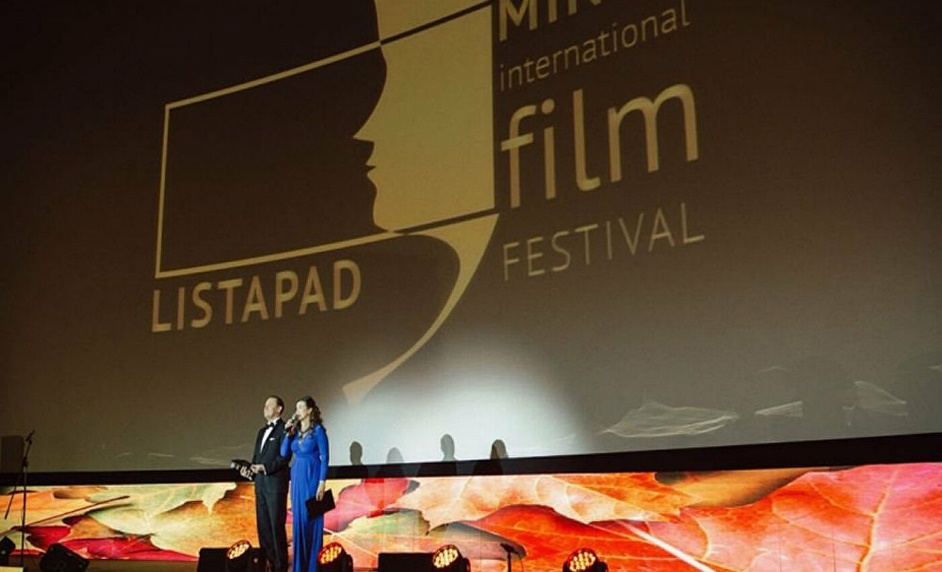 international
film
FESTIVAL
LISTAPAD